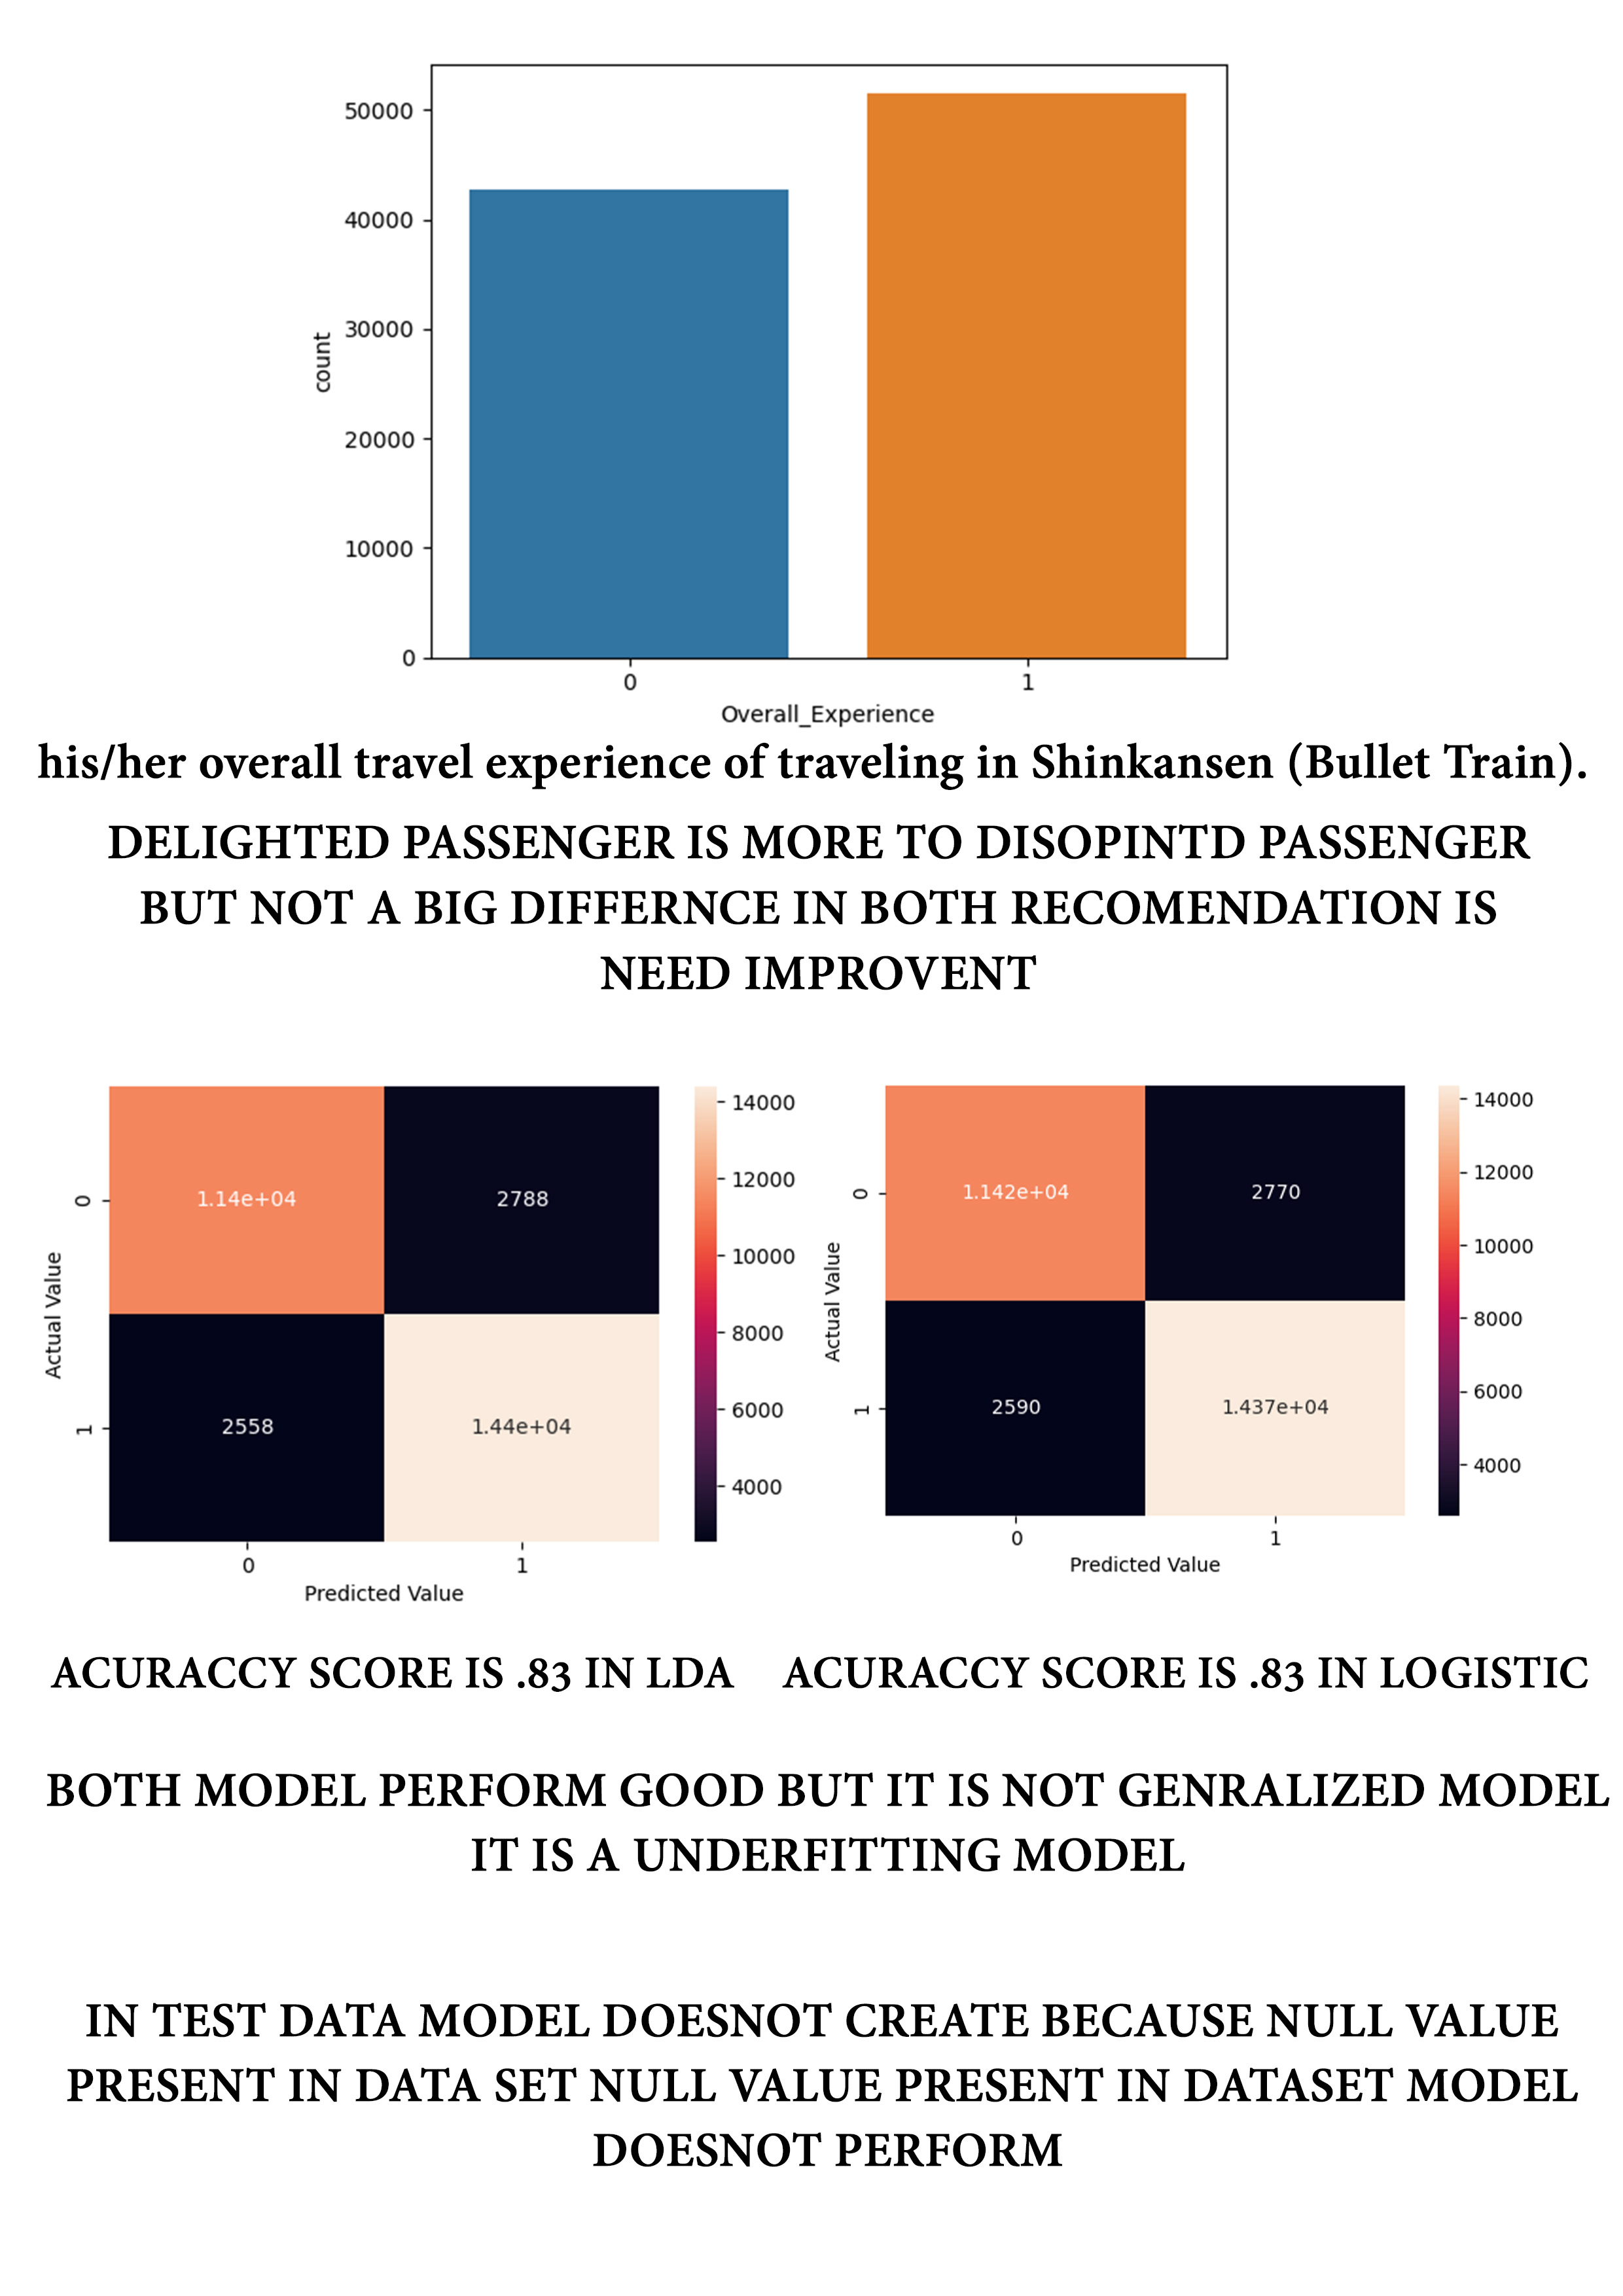 50000
40000
30000
20000
10000
0
count
0 1
Overall_Experience
his/her overall travel experience of traveling in Shinkansen (Bullet Train).
DELIGHTED PASSENGER IS MORE TO DISOPINTD PASSENGER
BUT NOT A BIG DIFFERNCE IN BOTH RECOMENDATION IS
NEED IMPROVENT
Actual Value
0
1
1.14e+04 2788
2558 1.44e+04
0 1
Predicted Value
14000
12000
10000
8000
6000
4000
Actual Value
0
1
1.142e+04 2770
2590 1.437e+04
0 1
Predicted Value
14000
12000
10000
8000
6000
4000
ACURACCY SCORE IS .83 IN LDA
ACURACCY SCORE IS .83 IN LOGISTIC
BOTH MODEL PERFORM GOOD BUT IT IS NOT GENRALIZED MODEL
IT IS A UNDERFITTING MODEL
IN TEST DATA MODEL DOESNOT CREATE BECAUSE NULL VALUE
PRESENT IN DATA SET NULL VALUE PRESENT IN DATASET MODEL
DOESNOT PERFORM